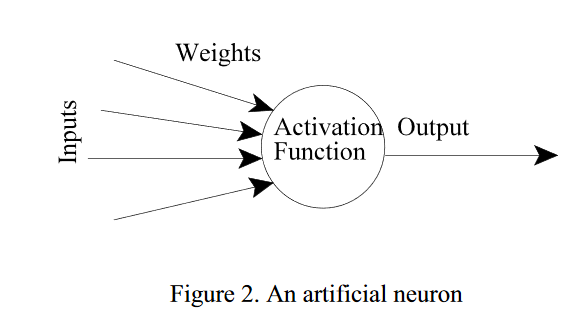 Weights
Inputs
Activation
Function
Output
Figure 2. An artificial neuron